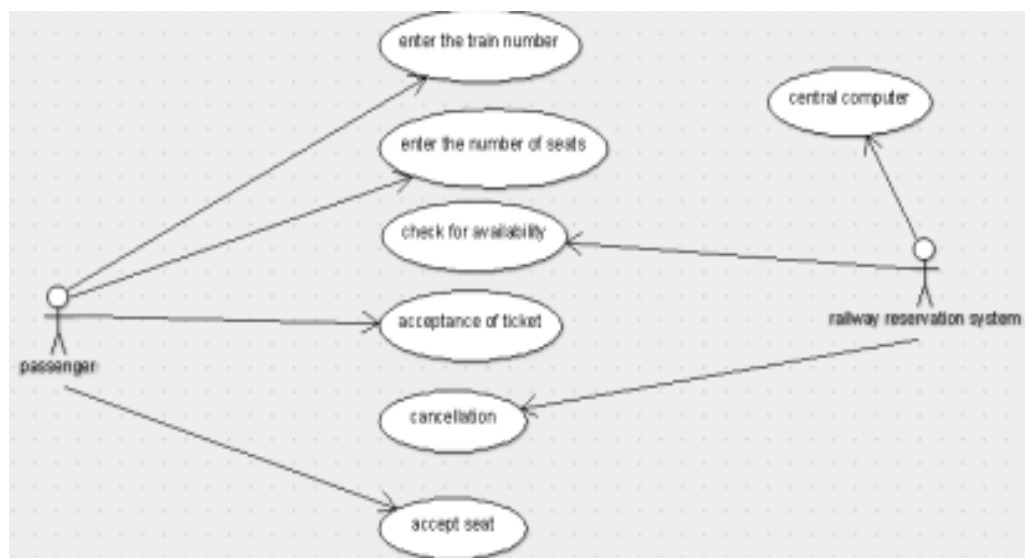 enter the train number
central computer
enter the number of seats
check for availability
acceptance of ticket
railway reservation system
passenger
cancellation
accept seat